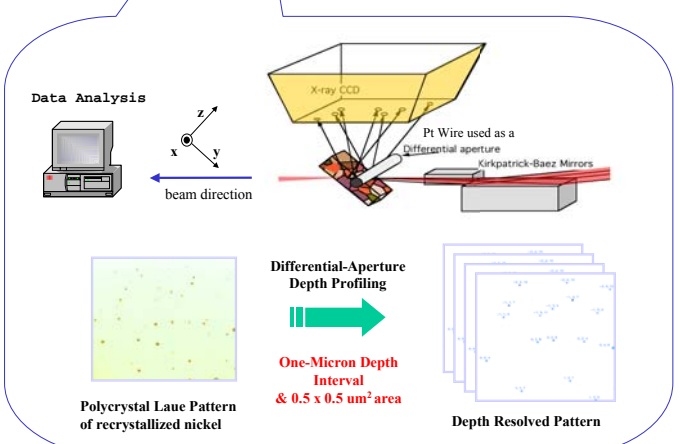 X-ray CCD
Data Analysis
z
x
y
beam direction
Pt Wire used as a
Differential aperture
Kirkpatrick-Baez Mirrors
Differential-Aperture
Depth Profiling
One-Micron Depth
Interval
& 0.5 x 0.5 um² area
Polycrystal Laue Pattern
of recrystallized nickel
Depth Resolved Pattern